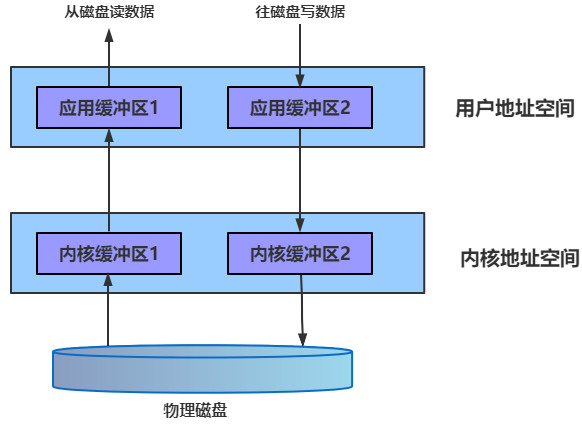 从磁盘读数据
往磁盘写数据
应用缓冲区1
应用缓冲区2
用户地址空间
内核缓冲区1
内核缓冲区2
内核地址空间
物理磁盘